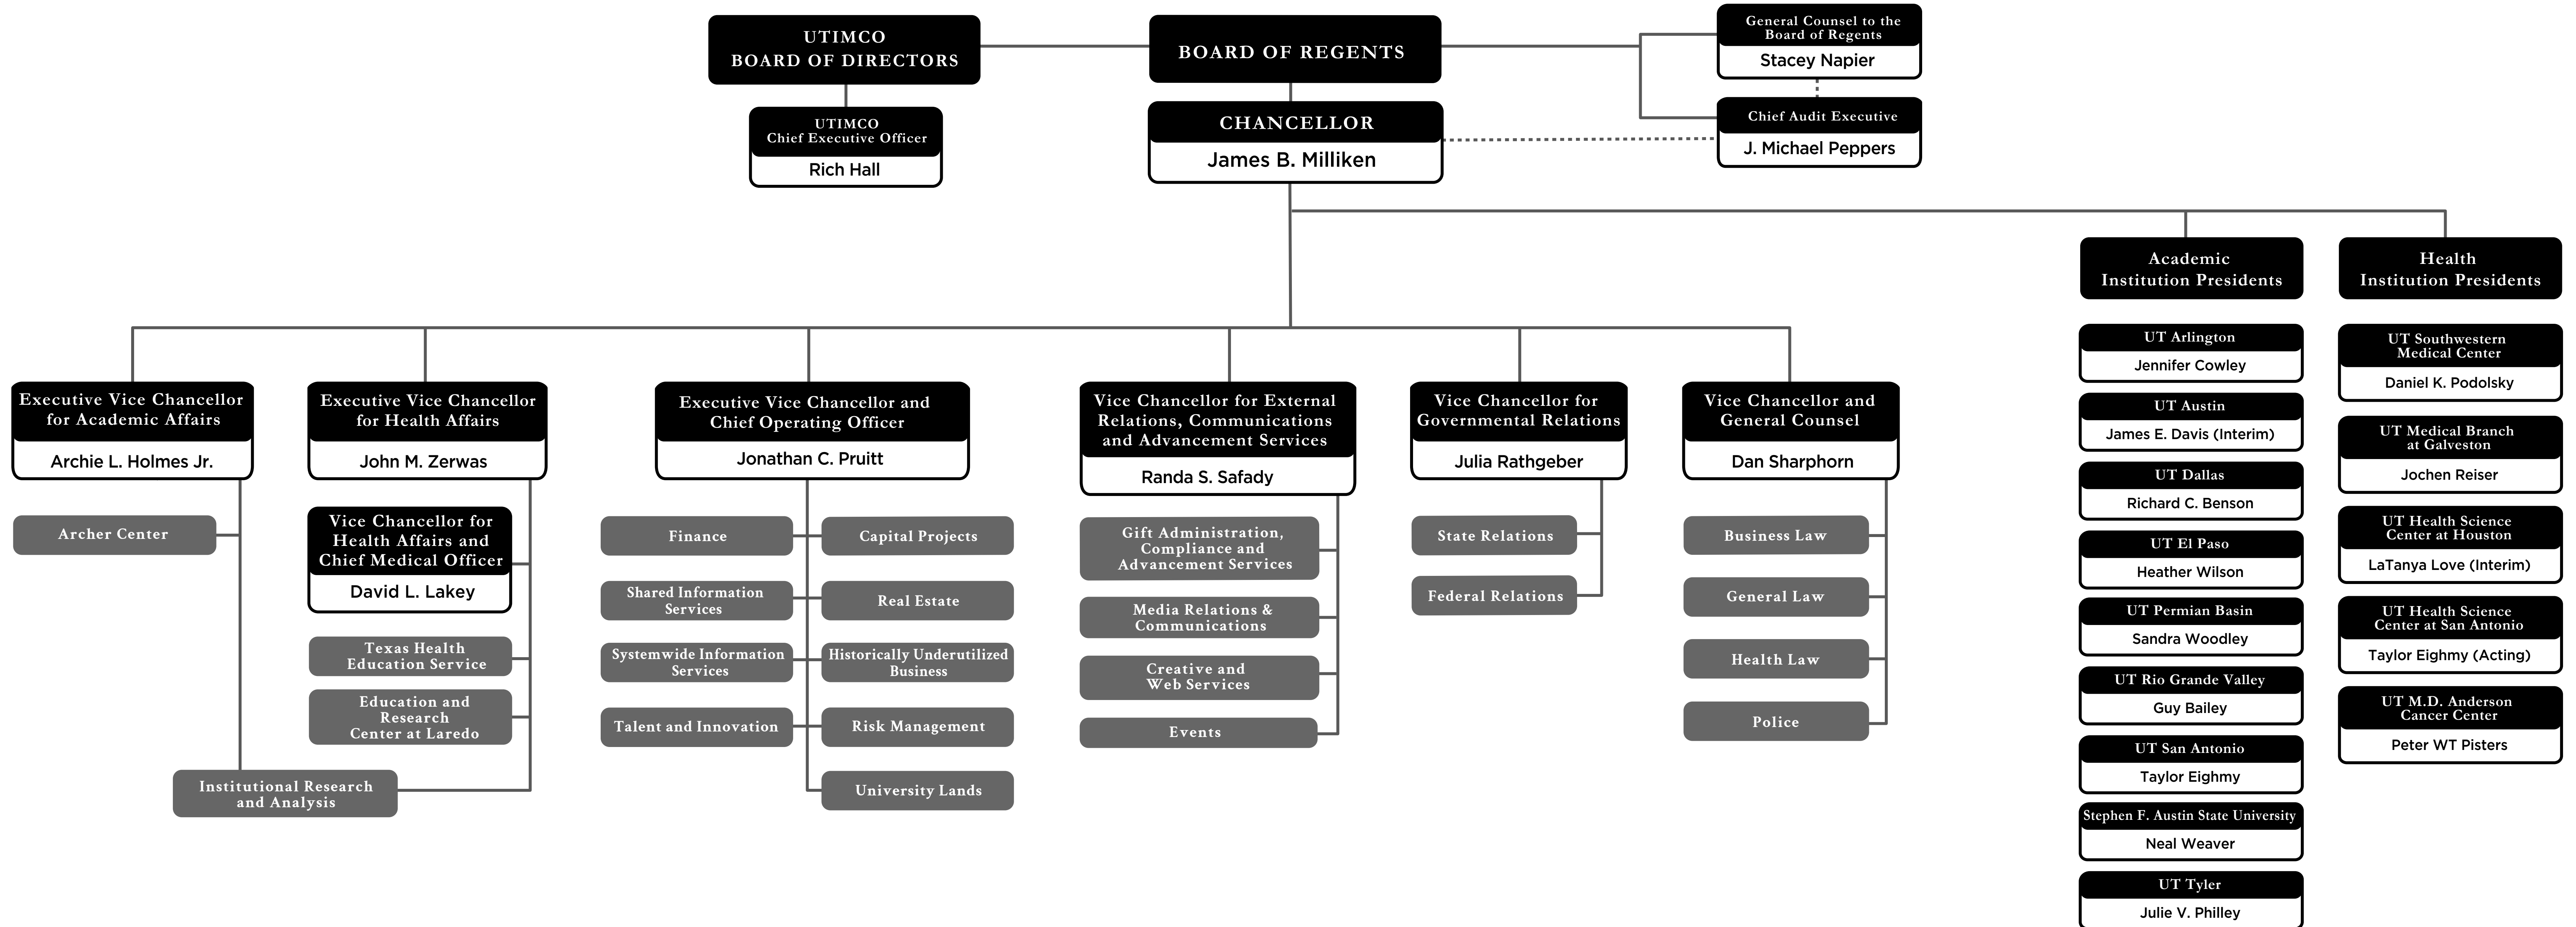 UTIMCO
BOARD OF DIRECTORS
UTIMCO
Chief Executive Officer
Rich Hall
BOARD OF REGENTS
CHANCELLOR
James B. Milliken
General Counsel to the
Board of Regents
Stacey Napier
Chief Audit Executive
J. Michael Peppers
Executive Vice Chancellor
for Academic Affairs
Archie L. Holmes Jr.
Archer Center
Executive Vice Chancellor
for Health Affairs
John M. Zerwas
Vice Chancellor for
Health Affairs and
Chief Medical Officer
David L. Lakey
Texas Health
Education Service
Education and
Research
Center at Laredo
Institutional Research
and Analysis
Executive Vice Chancellor and
Chief Operating Officer
Jonathan C. Pruitt
Finance
Capital Projects
Shared Information
Services
Real Estate
Systemwide Information
Services
Historically Underutilized
Business
Talent and Innovation
Risk Management
University Lands
Vice Chancellor for External
Relations, Communications
and Advancement Services
Randa S. Safady
Gift Administration,
Compliance and
Advancement Services
Media Relations &
Communications
Creative and
Web Services
Events
Vice Chancellor for
Governmental Relations
Julia Rathgeber
State Relations
Federal Relations
Vice Chancellor and
General Counsel
Dan Sharphorn
Business Law
General Law
Health Law
Police
Academic
Institution Presidents
UT Arlington
Jennifer Cowley
UT Austin
James E. Davis (Interim)
UT Dallas
Richard C. Benson
UT El Paso
Heather Wilson
UT Permian Basin
Sandra Woodley
UT Rio Grande Valley
Guy Bailey
UT San Antonio
Taylor Eighmy
Stephen F. Austin State University
Neal Weaver
UT Tyler
Julie V. Philley
Health
Institution Presidents
UT Southwestern
Medical Center
Daniel K. Podolsky
UT Medical Branch
at Galveston
Jochen Reiser
UT Health Science
Center at Houston
LaTanya Love (Interim)
UT Health Science
Center at San Antonio
Taylor Eighmy (Acting)
UT M.D. Anderson
Cancer Center
Peter WT Pisters